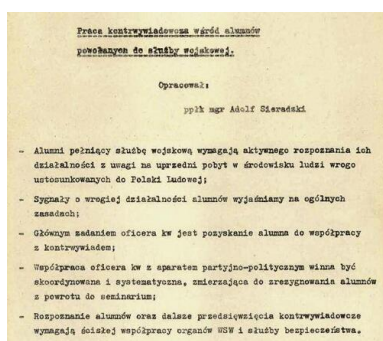 Praca kontrwywiadowcza wśród alumnów
powołanych do służby wojskowej.
Opracował:
ppłk mgr Adolf Sieradzki
- Alumni pełniący służbę wojskową wymagają aktywnego rozpoznania ich
działalności z uwagi na uprzedni pobyt w środowisku ludzi wrogo
ustosunkowanych do Polski Ludowej;
- Sygnały o wrogiej działalności alumnów wyjaśniamy na ogólnych
zasadach;
- Głównym zadaniem oficera kw jest pozyskanie alumna do współpracy
z kontrwywiadem;
- Współpraca oficera kw z aparatem partyjno-politycznym winna być
skoordynowana i systematyczna, zmierzająca do zrezygnowania alumnów
z powrotu do seminarium;
- Rozpoznanie alumnów oraz dalsze przedsięwzięcia kontrwywiadowcze
wymagają ścisłej współpracy organów WSW i służby bezpieczeństwa.